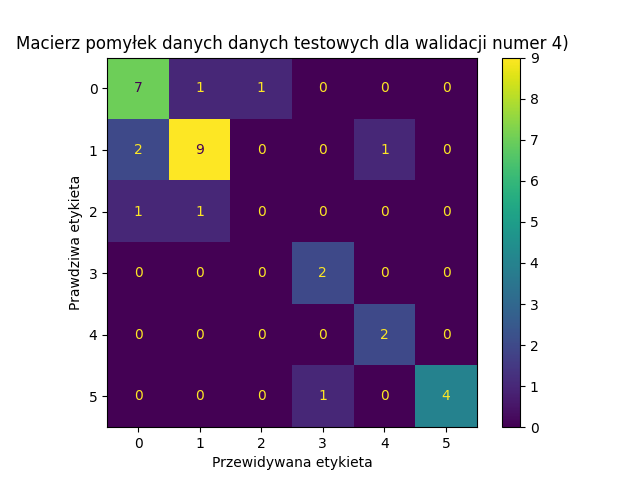 Macierz pomyłek danych danych testowych dla walidacji numer 4)
0 7 1 1 0 0 0
1 2 9 0 0 1 0
2 1 1 0 0 0 0
3 0 0 0 2 0 0
4 0 0 0 0 2 0
5 0 0 0 1 0 4
0 1 2 3 4 5
Przewidywana etykieta
Prawdziwa etykieta
9
8
7
6
5
4
3
2
1
0